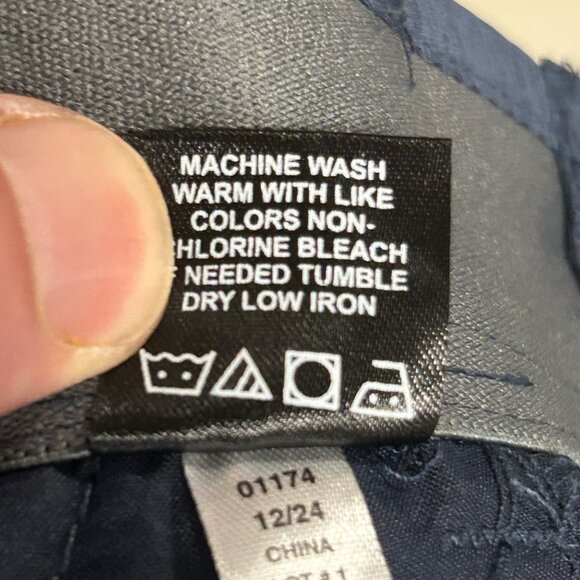 MACHINE WASH
WARM WITH LIKE
COLORS NON-
HLORINE BLEACH
NEEDED TUMBLE
DRY LOW IRON
01174
12/24
CHINA